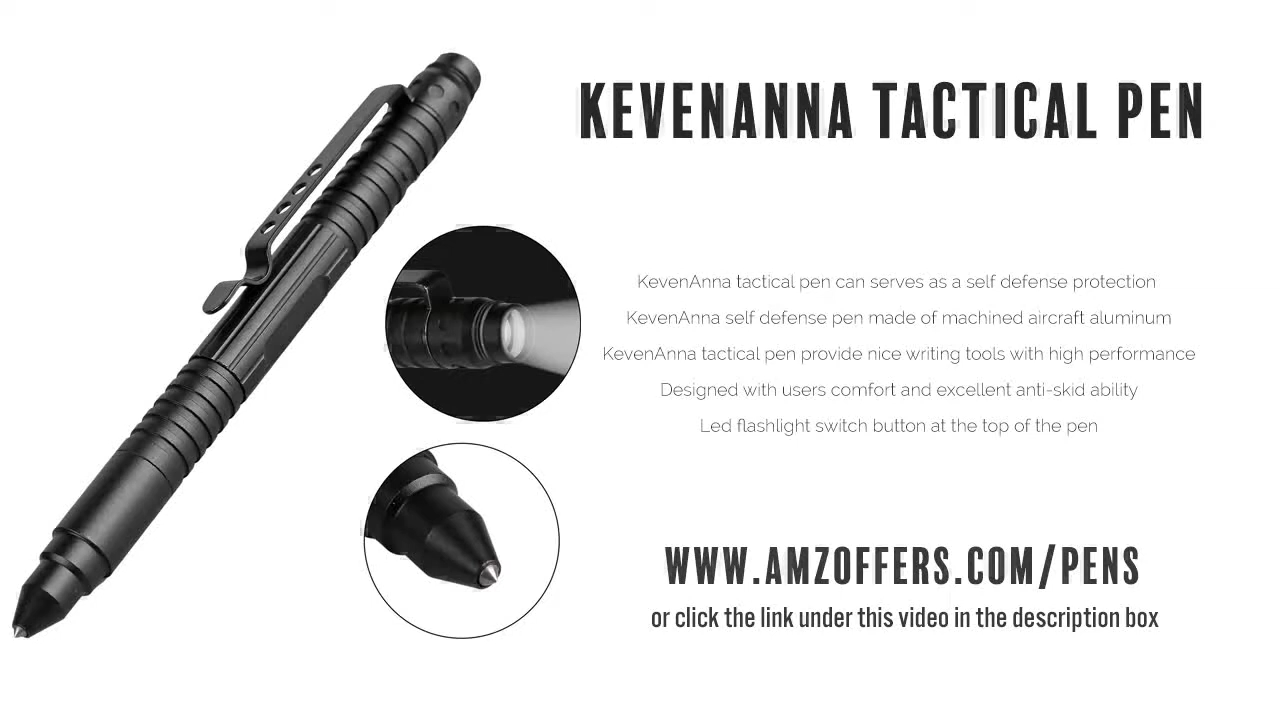 KEVENANNA TACTICAL PEN
KevenAnna tactical pen can serves as a self defense protection
KevenAnna self defense pen made of machined aircraft aluminum
KevenAnna tactical pen provide nice writing tools with high performance
Designed with users comfort and excellent anti-skid ability
Led flashlight switch button at the top of the pen
WWW.AMZOFFERS.COM/PENS
or click the link under this video in the description box